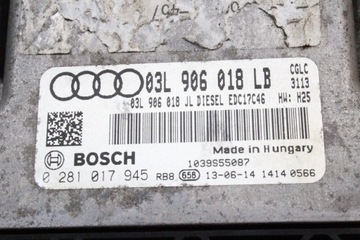 03L 906 018 LB CGLC
3113
03L 906 018 JL DIESEL EDC17C46 HW: H25
Made in Hungary
BOSCH 1039S55087
0 281 017 945 RBB 658 13-06-14 1414 0566